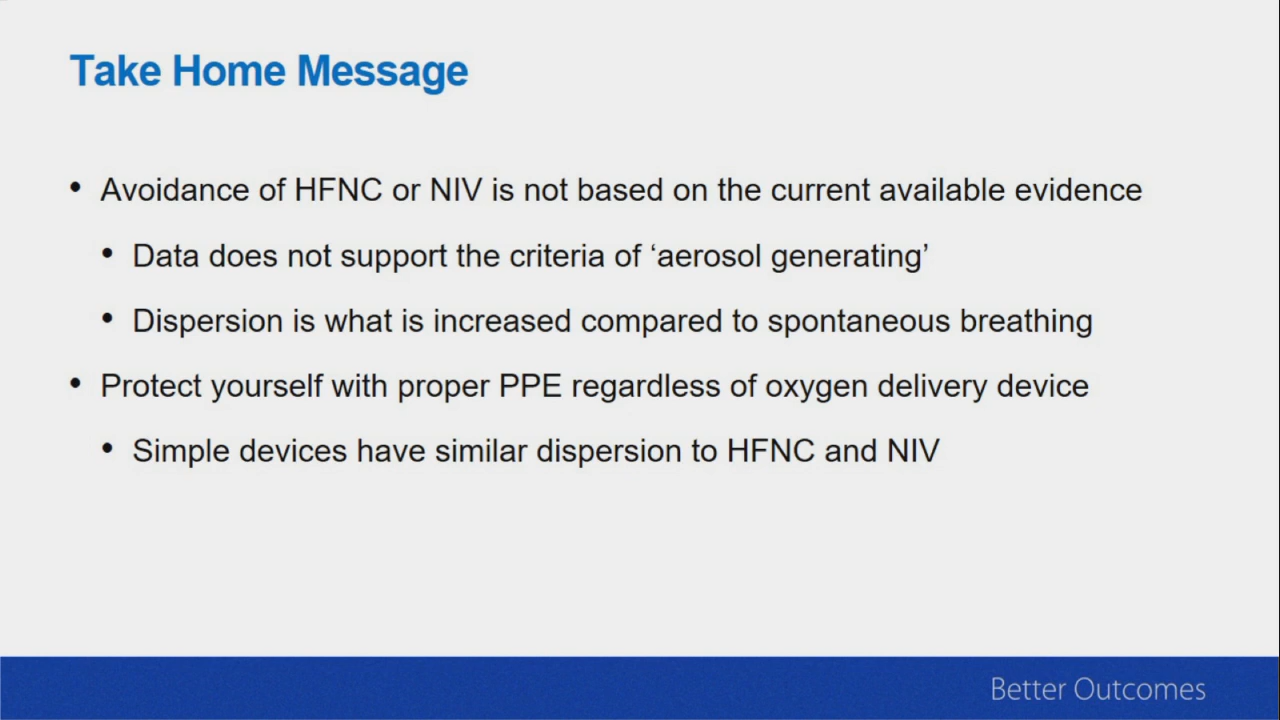 Take Home Message
• Avoidance of HFNC or NIV is not based on the current available evidence
• Data does not support the criteria of ‘aerosol generating’
• Dispersion is what is increased compared to spontaneous breathing
• Protect yourself with proper PPE regardless of oxygen delivery device
• Simple devices have similar dispersion to HFNC and NIV
Better Outcomes